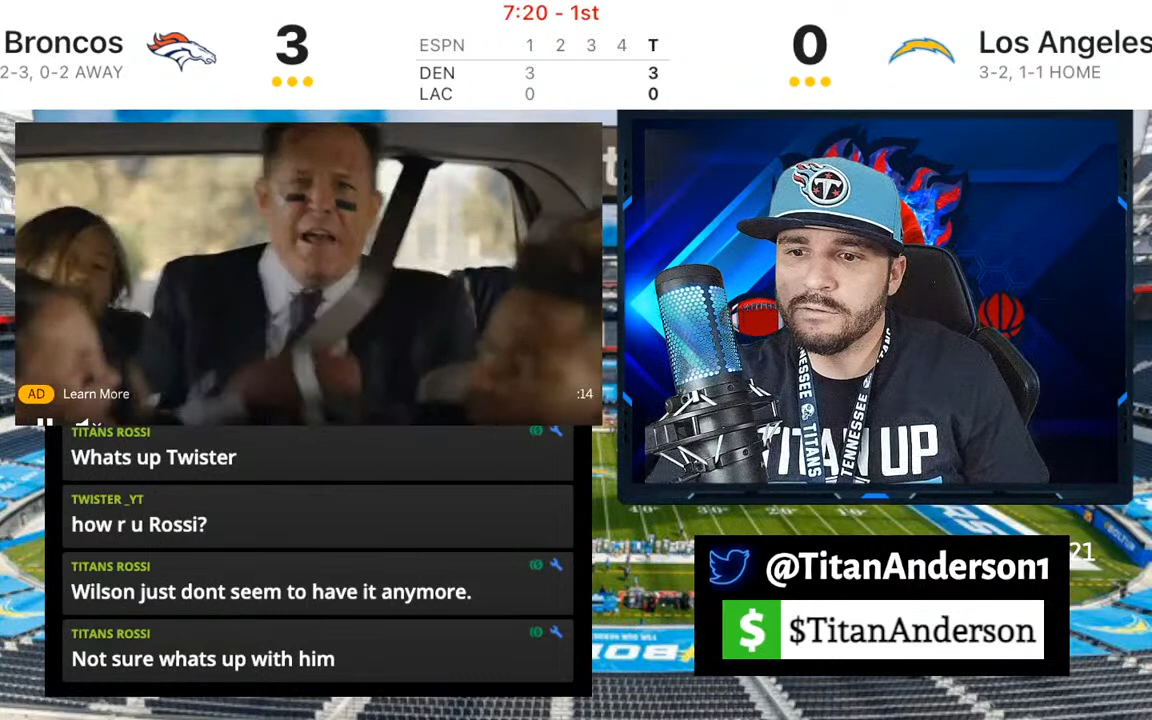 7:20 - 1st
Broncos
3
2-3, 0-2 AWAY
ESPN 1 2 3 4 T
DEN 3 3
LAC 0 0
0
Los Angeles
3-2, 1-1 HOME
AD Learn More :14
TITANS ROSSI
Whats up Twister
TWISTER_YT
how r u Rossi?
TITANS ROSSI
Wilson just dont seem to have it anymore.
TITANS ROSSI
Not sure whats up with him
T
TENNESSEE TITANS
TENNESSEE
TITANS
TITAN UP
21
@TitanAnderson1
$ $TitanAnderson